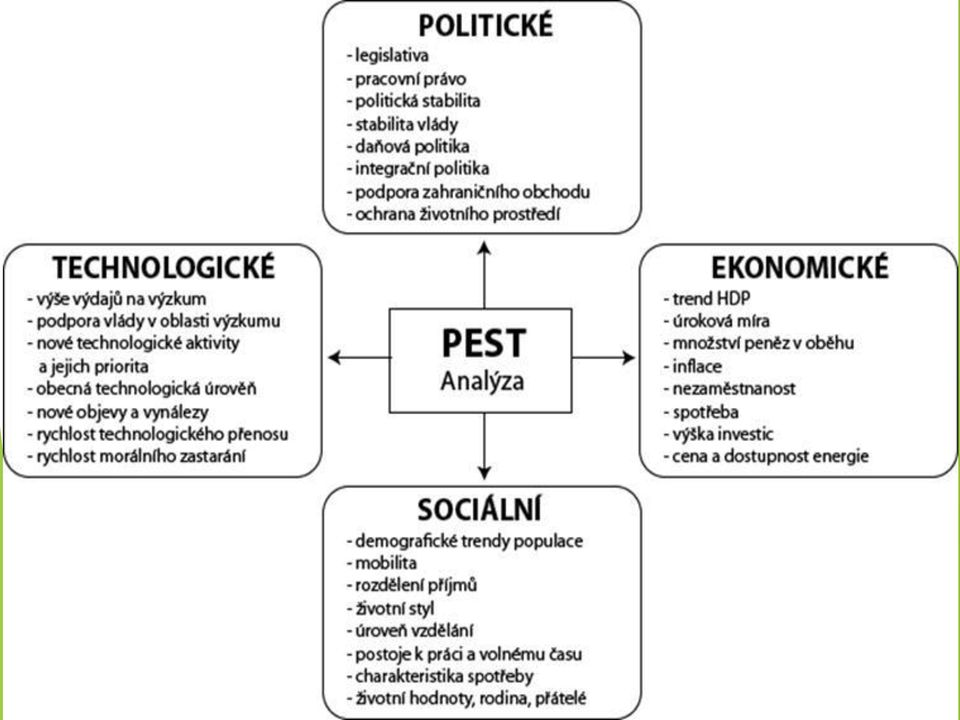 POLITICKÉ
- legislativa
- pracovní právo
- politická stabilita
- stabilita vlády
- daňová politika
- integrační politika
- podpora zahraničního obchodu
- ochrana životního prostředí
TECHNOLOGICKÉ
- výše výdajů na výzkum
- podpora vlády v oblasti výzkumu
- nové technologické aktivity
a jejich priorita
- obecná technologická úrověň
- nové objevy a vynálezy
- rychlost technologického přenosu
- rychlost morálního zastarání
PEST
Analýza
EKONOMICKÉ
- trend HDP
- úroková míra
- množství peněz v oběhu
- inflace
- nezaměstnanost
- spotřeba
- výška investic
- cena a dostupnost energie
SOCIÁLNÍ
- demografické trendy populace
- mobilita
- rozdělení příjmů
- životní styl
- úroveň vzdělání
- postoje k práci a volnému času
- charakteristika spotřeby
- životní hodnoty, rodina, přátelé